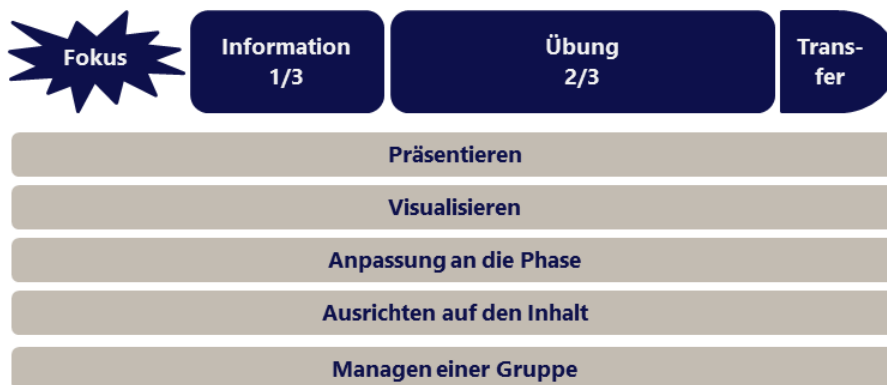 Fokus
Information
1/3
Übung
2/3
Trans-
fer
Präsentieren
Visualisieren
Anpassung an die Phase
Ausrichten auf den Inhalt
Managen einer Gruppe